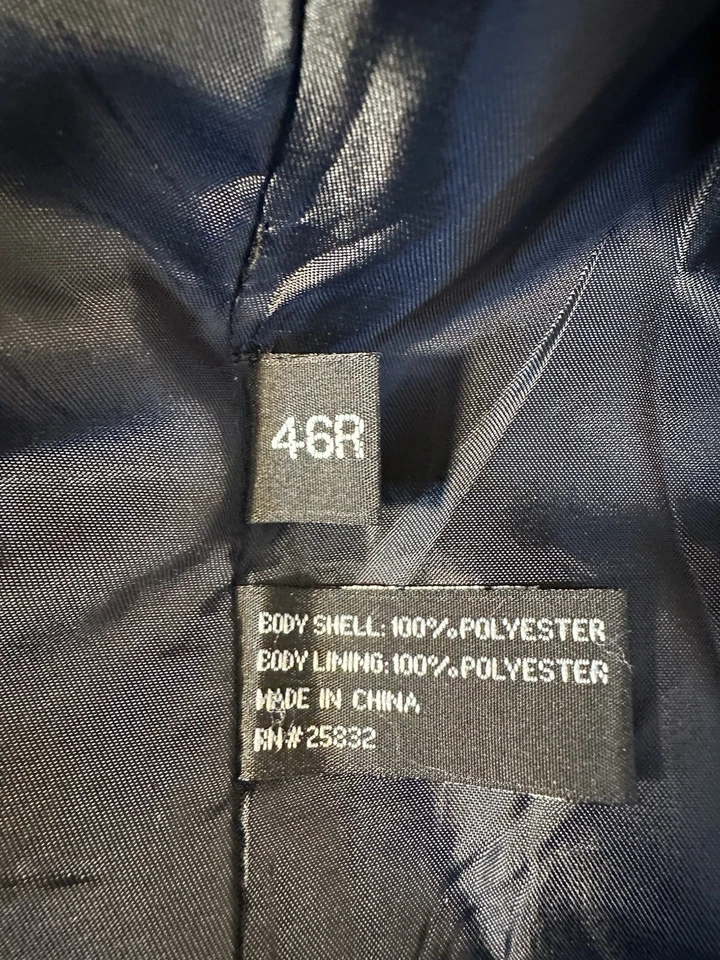 46R
BODY SHELL: 100% POLYESTER
BODY LINING: 100% POLYESTER
MADE IN CHINA
RN# 25832